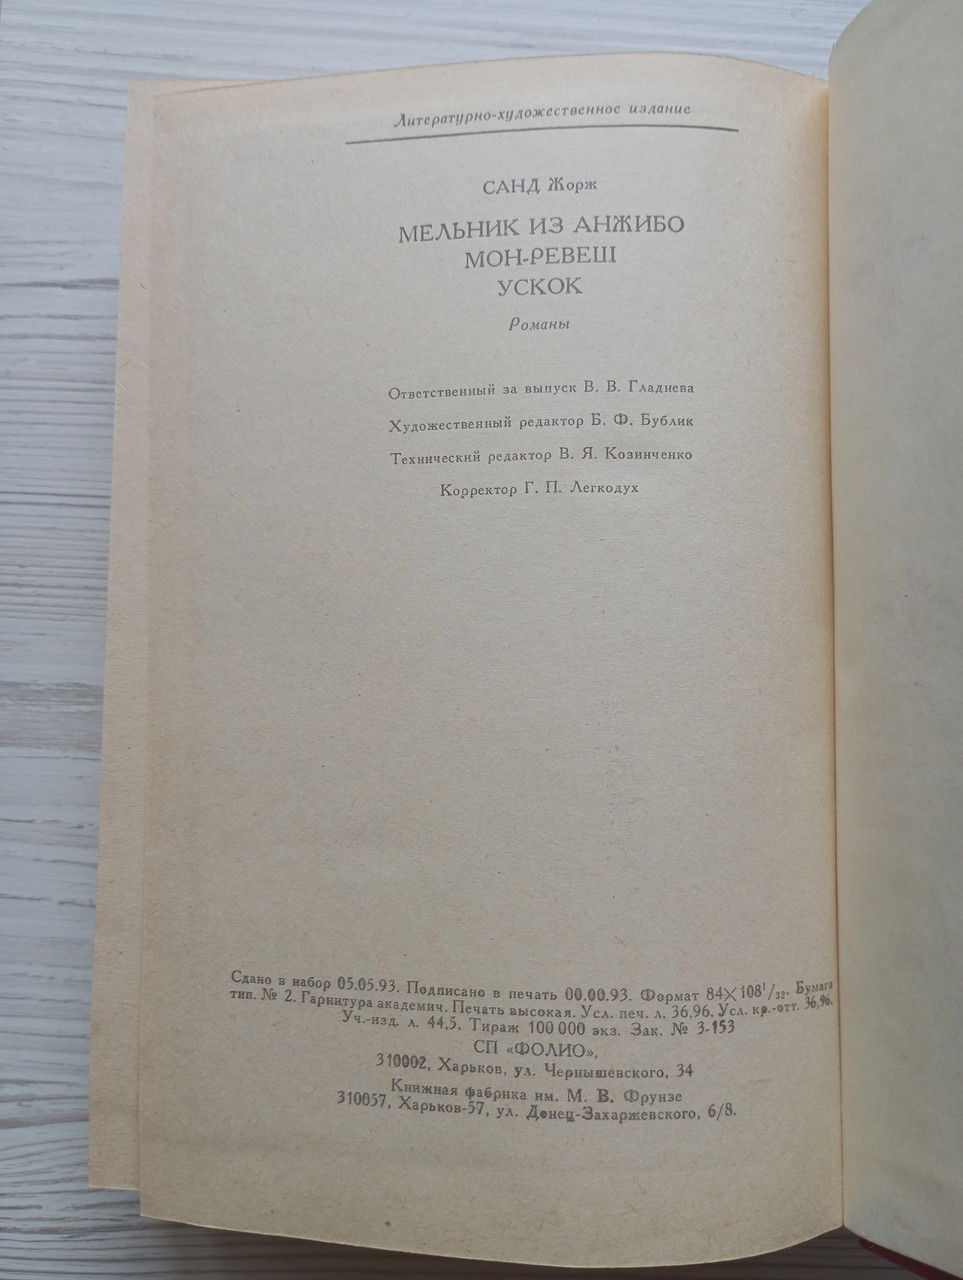 Литературно-художественное издание
САНД Жорж
МЕЛЬНИК ИЗ АНЖИБО
МОН-РЕВЕШ
УСКОК
Романы
Ответственный за выпуск В. В. Гладнева
Художественный редактор Б. Ф. Бублик
Технический редактор В. Я. Козинченко
Корректор Г. П. Легкодух
Сдано в набор 05.05.93. Подписано в печать 00.00.93. Формат 84×108¹/₃₂. Бумага
тип. № 2. Гарнитура академич. Печать высокая. Усл. печ. л. 36,96. Усл. кр.-отт. 36,96.
Уч.-изд. л. 44,5. Тираж 100 000 экз. Зак. № 3-153
СП «ФОЛИО»,
310002, Харьков, ул. Чернышевского, 34
Книжная фабрика им. М. В. Фрунзе
310057, Харьков-57, ул. Донец-Захаржевского, 6/8.